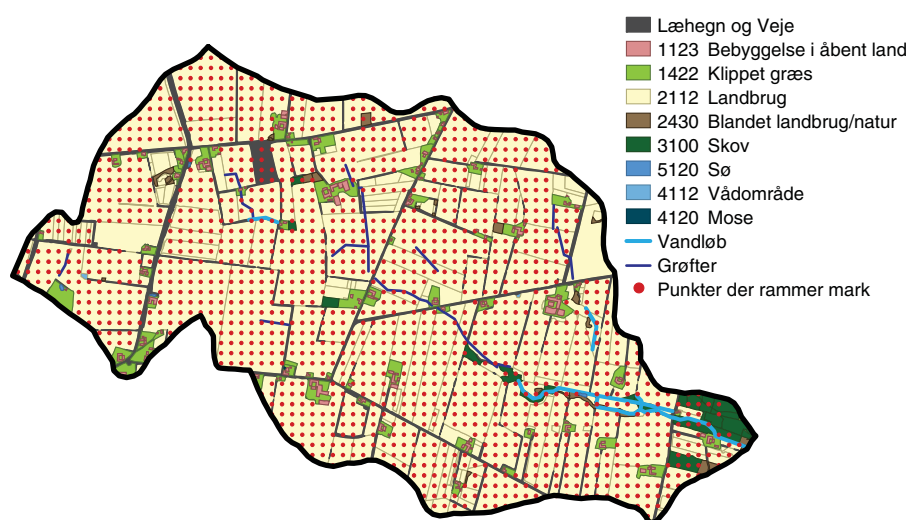 Læhegn og Veje
1123 Bebyggelse i åbent land
1422 Klippet græs
2112 Landbrug
2430 Blandet landbrug/natur
3100 Skov
5120 Sø
4112 Vådområde
4120 Mose
Vandløb
Grøfter
Punkter der rammer mark